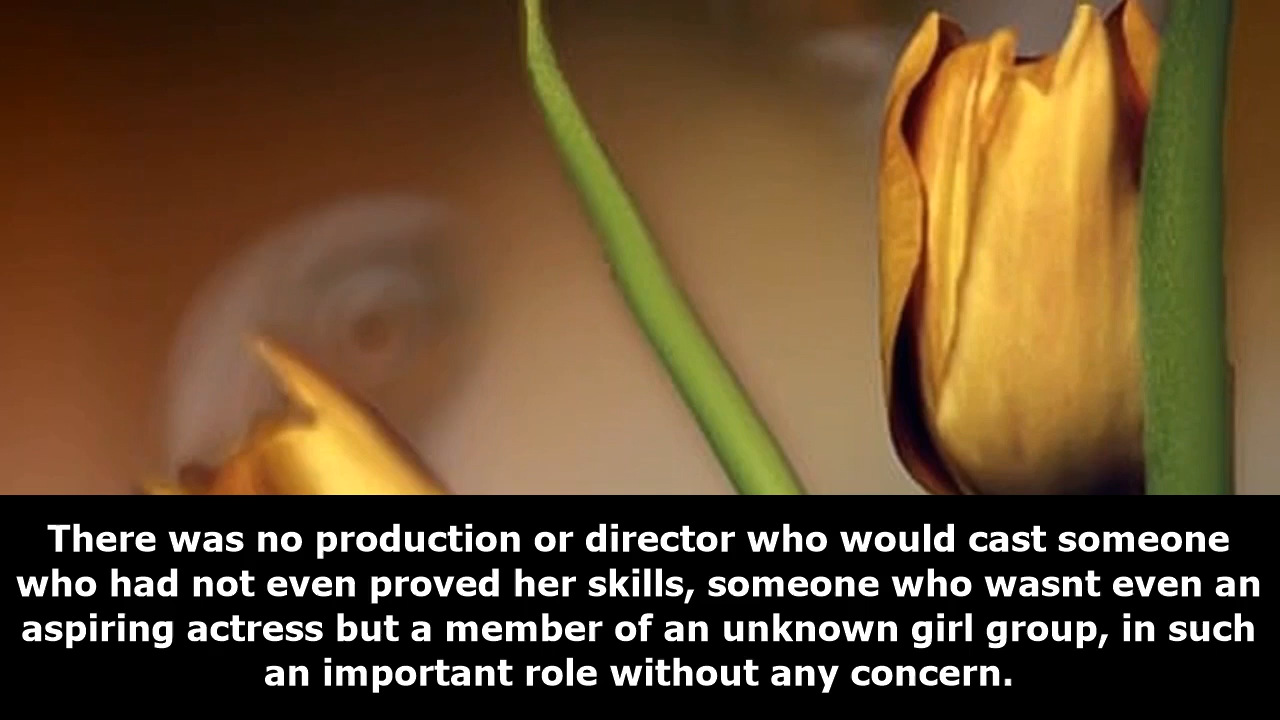 There was no production or director who would cast someone
who had not even proved her skills, someone who wasnt even an
aspiring actress but a member of an unknown girl group, in such
an important role without any concern.